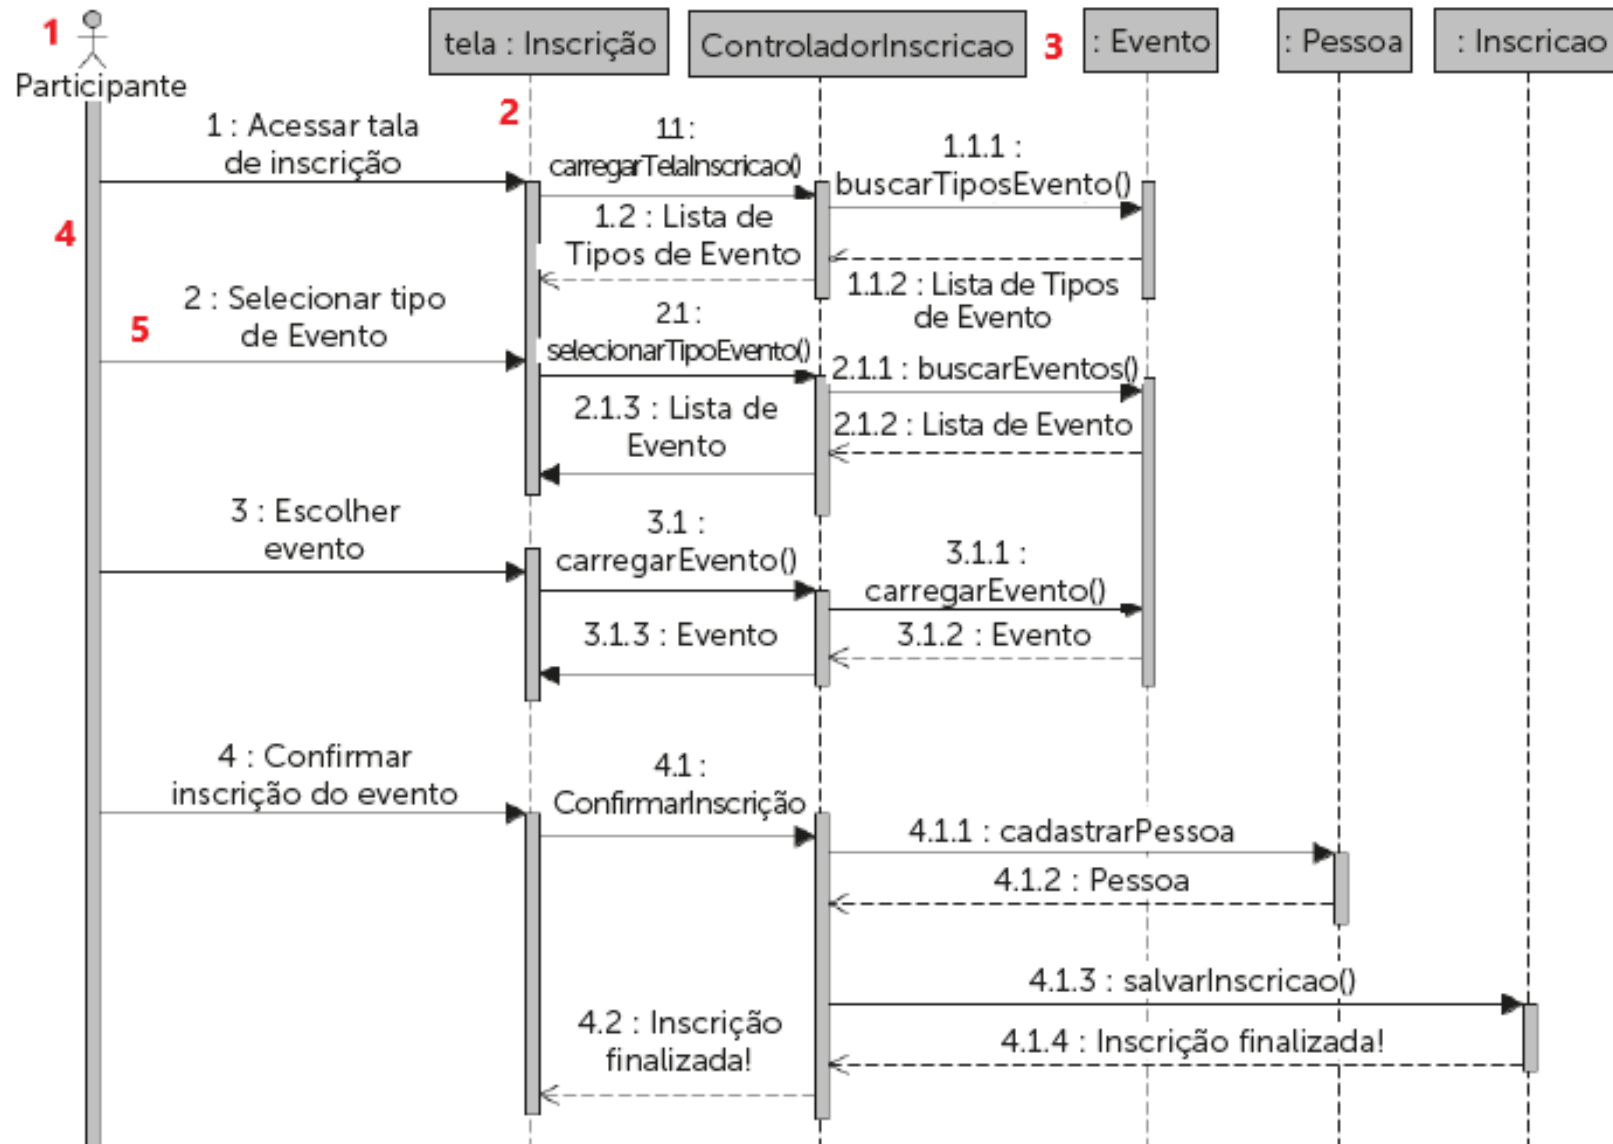 1
Participante
tela : Inscrição
ControladorInscricao
3
: Evento
: Pessoa
: Inscricao
2
1 : Acessar tala
de inscrição
11 :
carregarTelaInscricao()
1.1.1 :
buscarTiposEvento()
4
1.2 : Lista de
Tipos de Evento
1.1.2 : Lista de Tipos
de Evento
2 : Selecionar tipo
de Evento
5
21 :
selecionarTipoEvento()
2.1.1 : buscarEventos()
2.1.3 : Lista de
Evento
2.1.2 : Lista de Evento
3 : Escolher
evento
3.1 :
carregarEvento()
3.1.1 :
carregarEvento()
3.1.3 : Evento
3.1.2 : Evento
4 : Confirmar
inscrição do evento
4.1 :
ConfirmarInscrição
4.1.1 : cadastrarPessoa
4.1.2 : Pessoa
4.1.3 : salvarInscricao()
4.2 : Inscrição
finalizada!
4.1.4 : Inscrição finalizada!